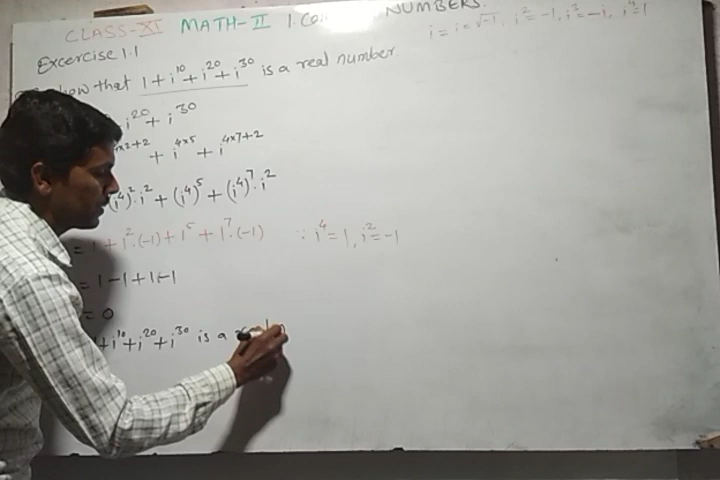 CLASS-XI MATH-II 1. Co NUMBERS.
i = i = √-1, i² = -1, i³ = -i, i⁴ = 1
Excercise 1.1
how that 1 + i¹⁰ + i²⁰ + i³⁰ is a real number.
i²⁰ + i³⁰
+ i⁴ˣ⁵ + i⁴ˣ⁷⁺²
(i⁴)²·i² + (i⁴)⁵ + (i⁴)⁷·i²
= 1 + 1²·(-1) + 1⁵ + 1⁷·(-1) ∵ i⁴ = 1, i² = -1
= 1 - 1 + 1 - 1
= 0
+ i¹⁰ + i²⁰ + i³⁰ is a